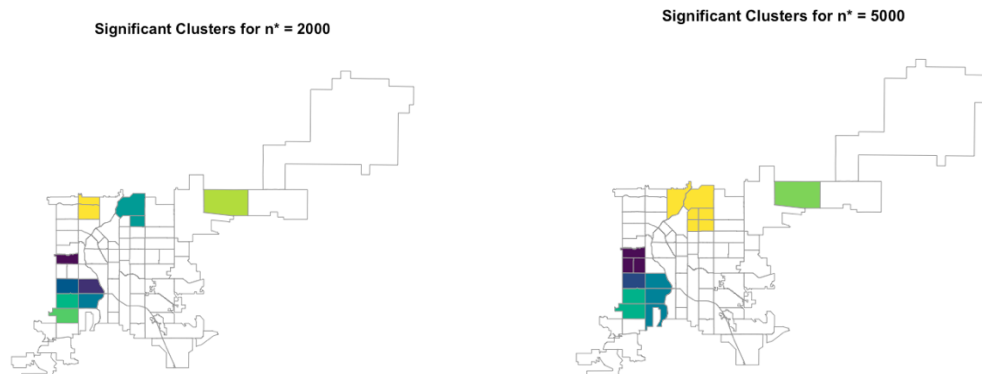 Significant Clusters for n* = 2000
Significant Clusters for n* = 5000